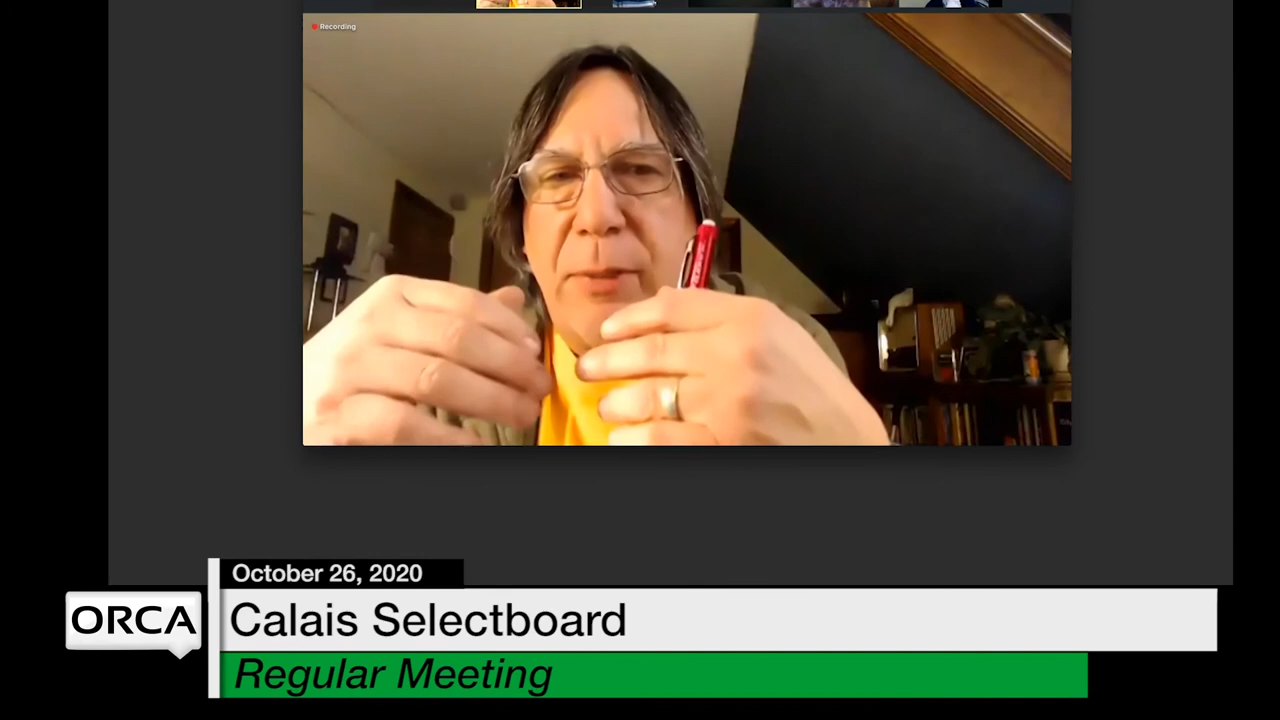 Recording
October 26, 2020
ORCA
Calais Selectboard
Regular Meeting